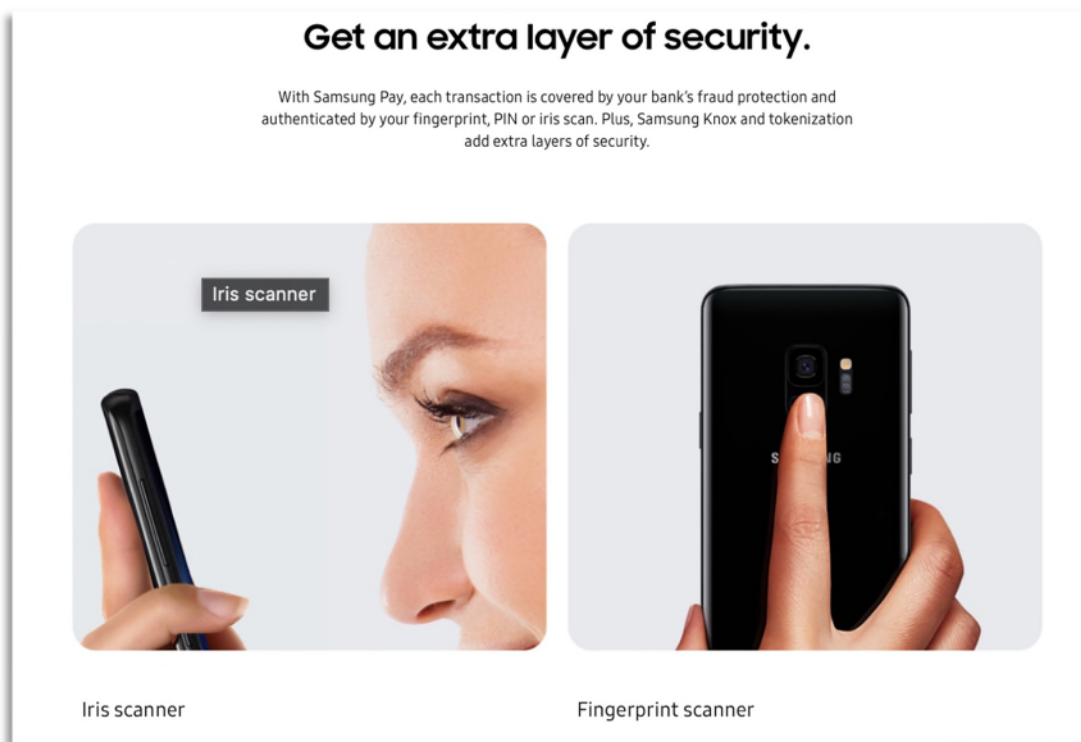 Get an extra layer of security.
With Samsung Pay, each transaction is covered by your bank's fraud protection and
authenticated by your fingerprint, PIN or iris scan. Plus, Samsung Knox and tokenization
add extra layers of security.
Iris scanner
S NG
Iris scanner
Fingerprint scanner